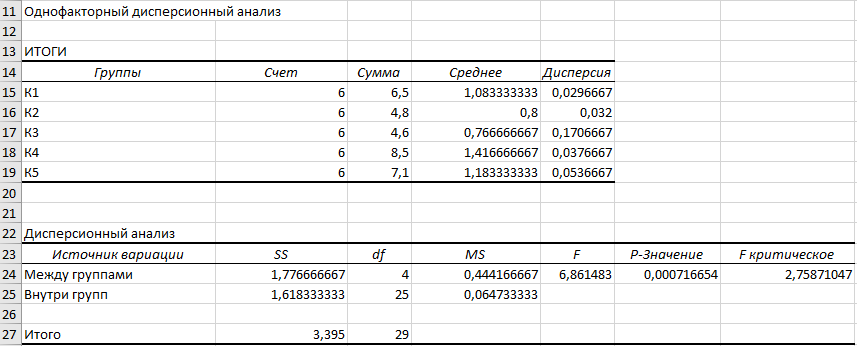 11 Однофакторный дисперсионный анализ
12
13 ИТОГИ
14 Группы Счет Сумма Среднее Дисперсия
15 К1 6 6,5 1,083333333 0,0296667
16 К2 6 4,8 0,8 0,032
17 К3 6 4,6 0,766666667 0,1706667
18 К4 6 8,5 1,416666667 0,0376667
19 К5 6 7,1 1,183333333 0,0536667
20
21
22 Дисперсионный анализ
23 Источник вариации SS df MS F P-Значение F критическое
24 Между группами 1,776666667 4 0,444166667 6,861483 0,000716654 2,75871047
25 Внутри групп 1,618333333 25 0,064733333
26
27 Итого 3,395 29